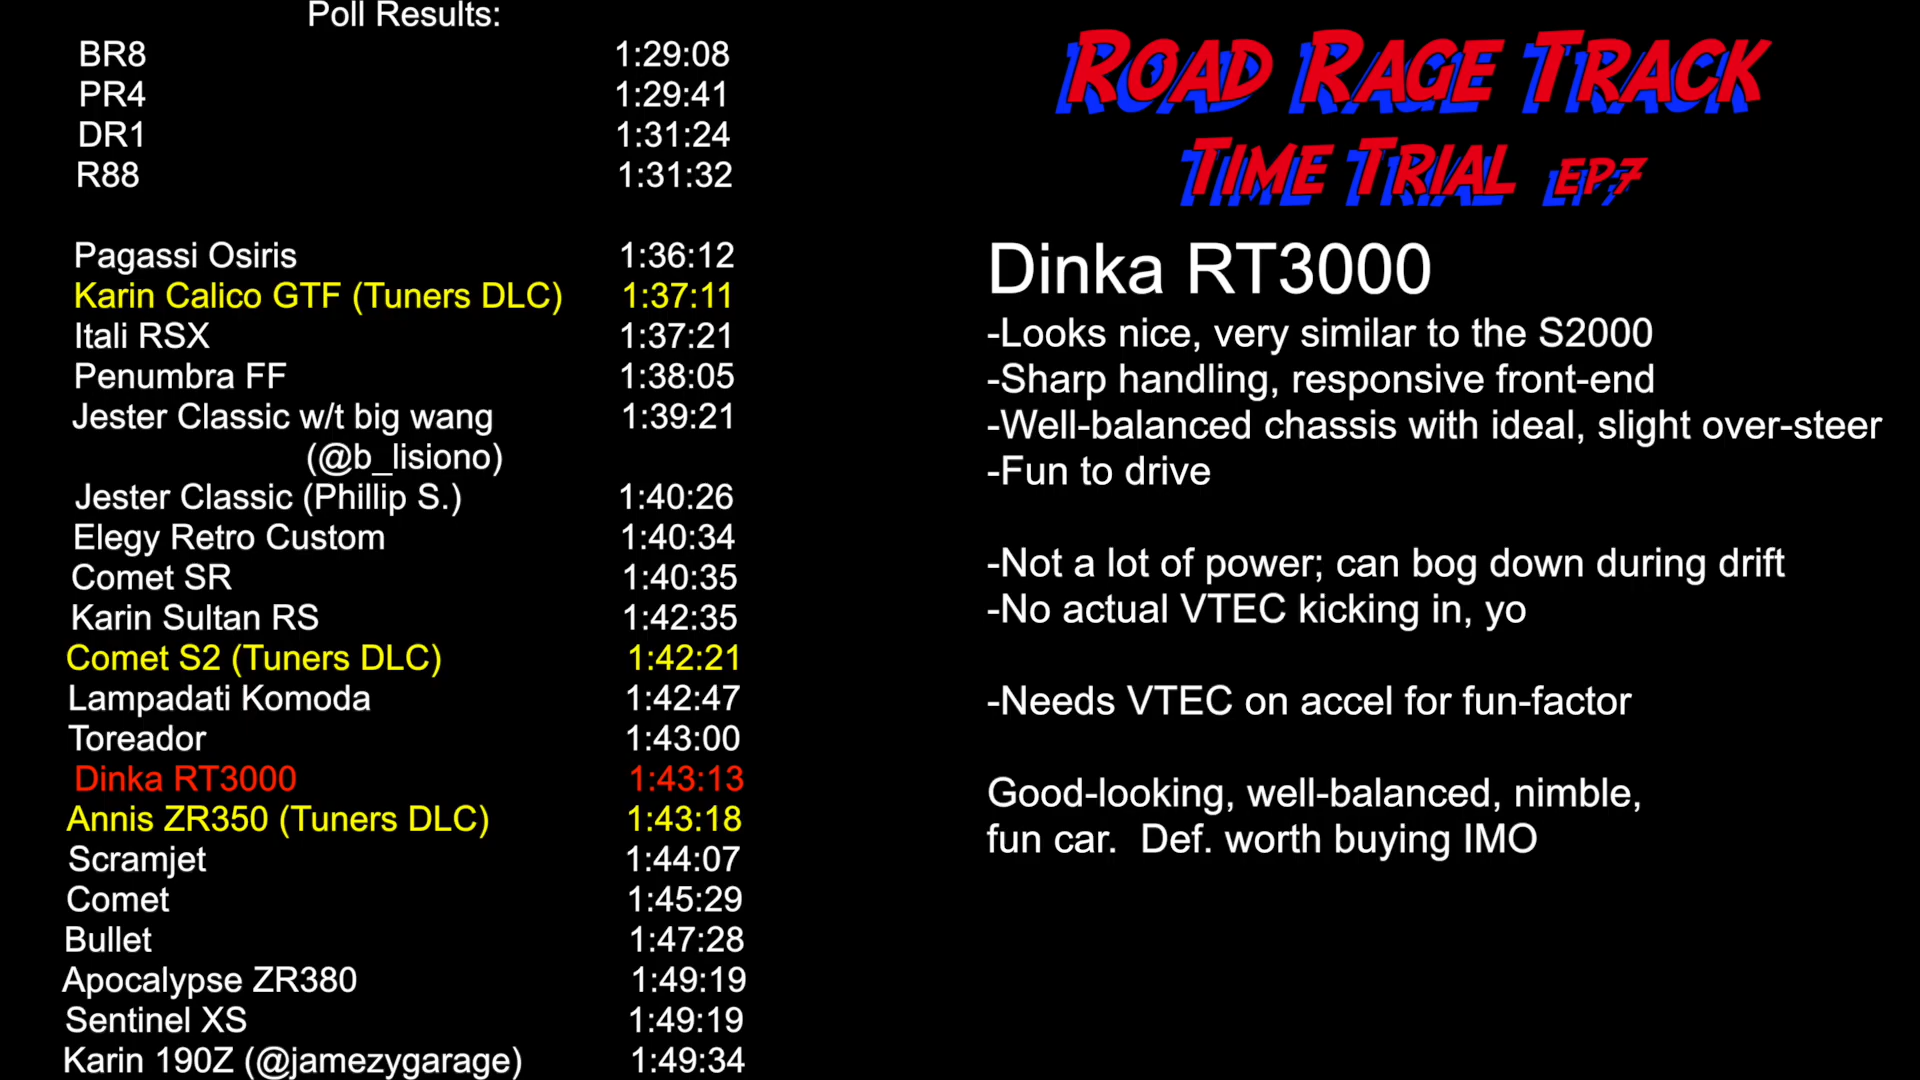 Poll Results:
BR8 1:29:08
PR4 1:29:41
DR1 1:31:24
R88 1:31:32
Pagassi Osiris 1:36:12
Karin Calico GTF (Tuners DLC) 1:37:11
Itali RSX 1:37:21
Penumbra FF 1:38:05
Jester Classic w/t big wang 1:39:21
(@b_lisiono)
Jester Classic (Phillip S.) 1:40:26
Elegy Retro Custom 1:40:34
Comet SR 1:40:35
Karin Sultan RS 1:42:35
Comet S2 (Tuners DLC) 1:42:21
Lampadati Komoda 1:42:47
Toreador 1:43:00
Dinka RT3000 1:43:13
Annis ZR350 (Tuners DLC) 1:43:18
Scramjet 1:44:07
Comet 1:45:29
Bullet 1:47:28
Apocalypse ZR380 1:49:19
Sentinel XS 1:49:19
Karin 190Z (@jamezygarage) 1:49:34
ROAD RAGE TRACK
TIME TRIAL EP7
Dinka RT3000
-Looks nice, very similar to the S2000
-Sharp handling, responsive front-end
-Well-balanced chassis with ideal, slight over-steer
-Fun to drive
-Not a lot of power; can bog down during drift
-No actual VTEC kicking in, yo
-Needs VTEC on accel for fun-factor
Good-looking, well-balanced, nimble,
fun car. Def. worth buying IMO